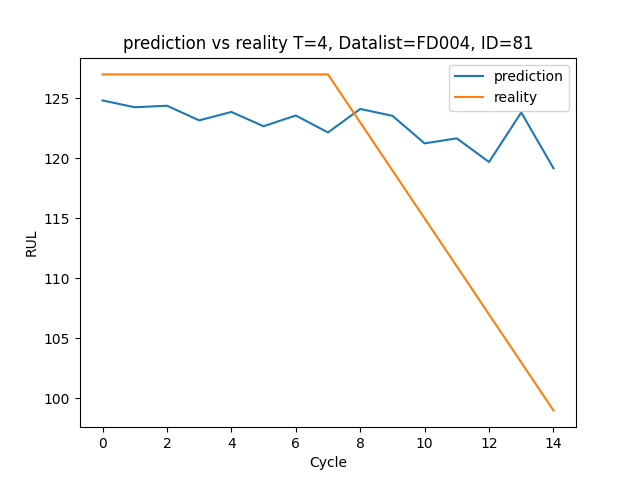 prediction vs reality T=4, Datalist=FD004, ID=81
prediction
reality
125
120
115
110
105
100
RUL
0 2 4 6 8 10 12 14
Cycle